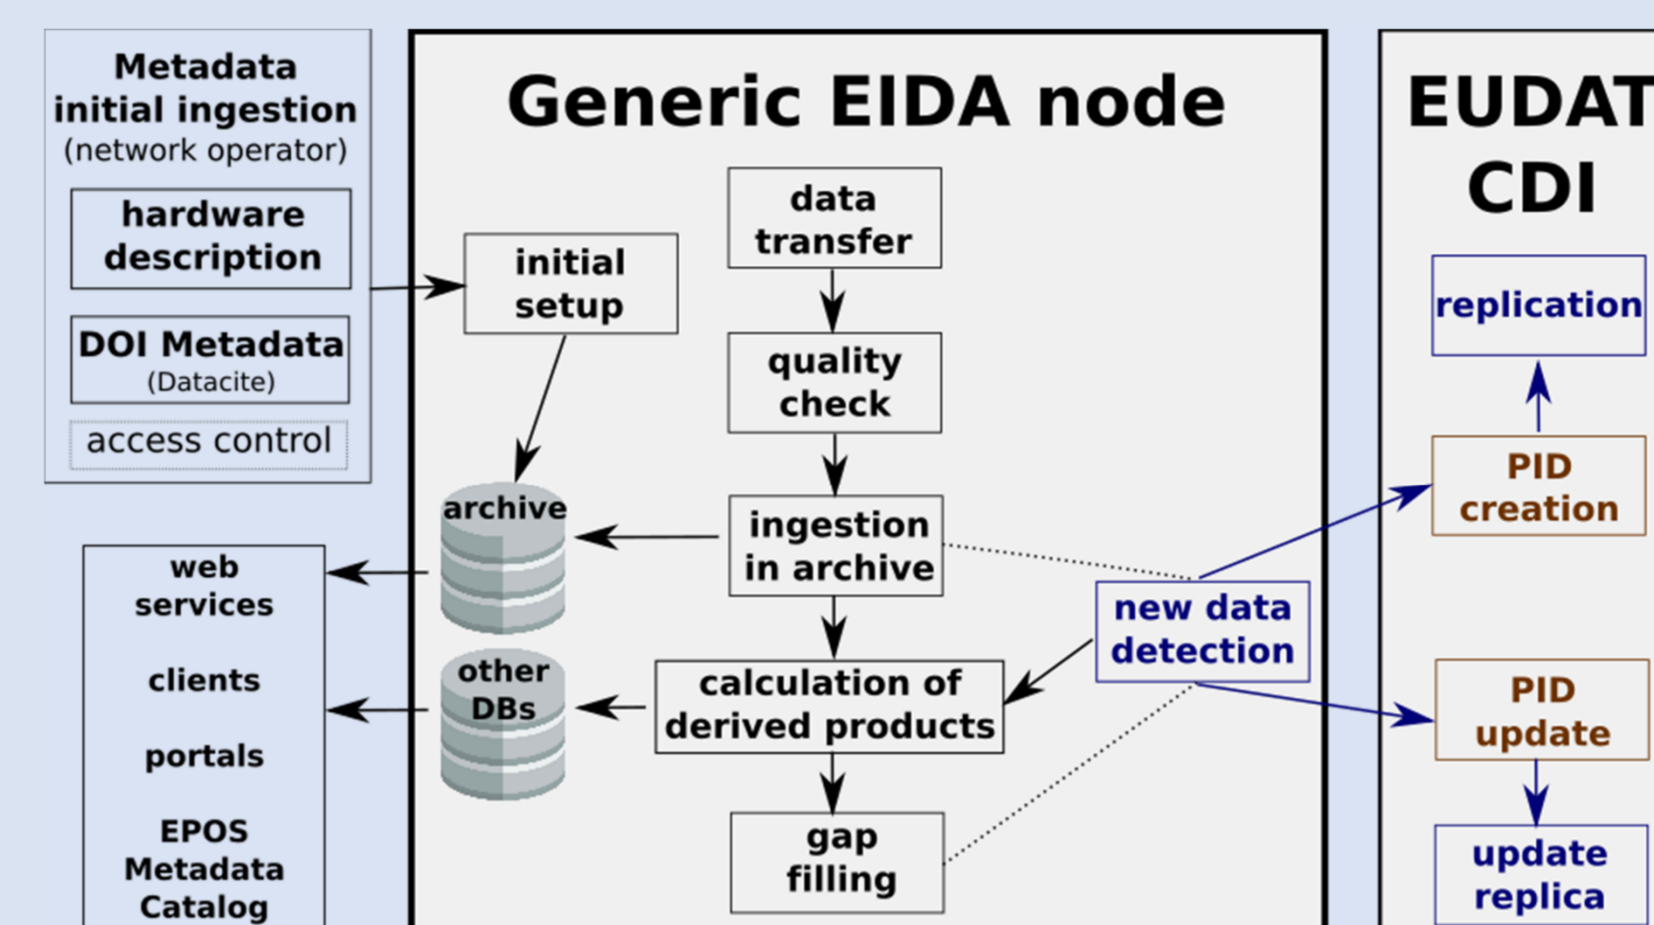 Metadata
initial ingestion
(network operator)
hardware
description
DOI Metadata
(Datacite)
access control
web
services
clients
portals
EPOS
Metadata
Catalog
Generic EIDA node
initial
setup
archive
other
DBs
data
transfer
quality
check
ingestion
in archive
calculation of
derived products
gap
filling
new data
detection
EUDAT
CDI
replication
PID
creation
PID
update
update
replica